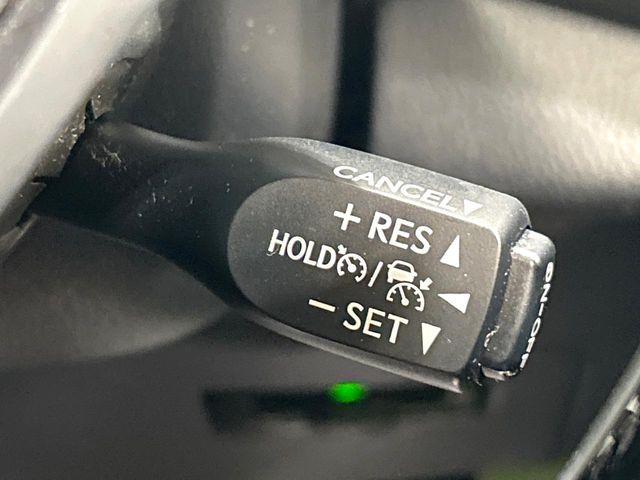 CANCEL▼
+ RES ▲
HOLD /
− SET ▼
ON-OFF